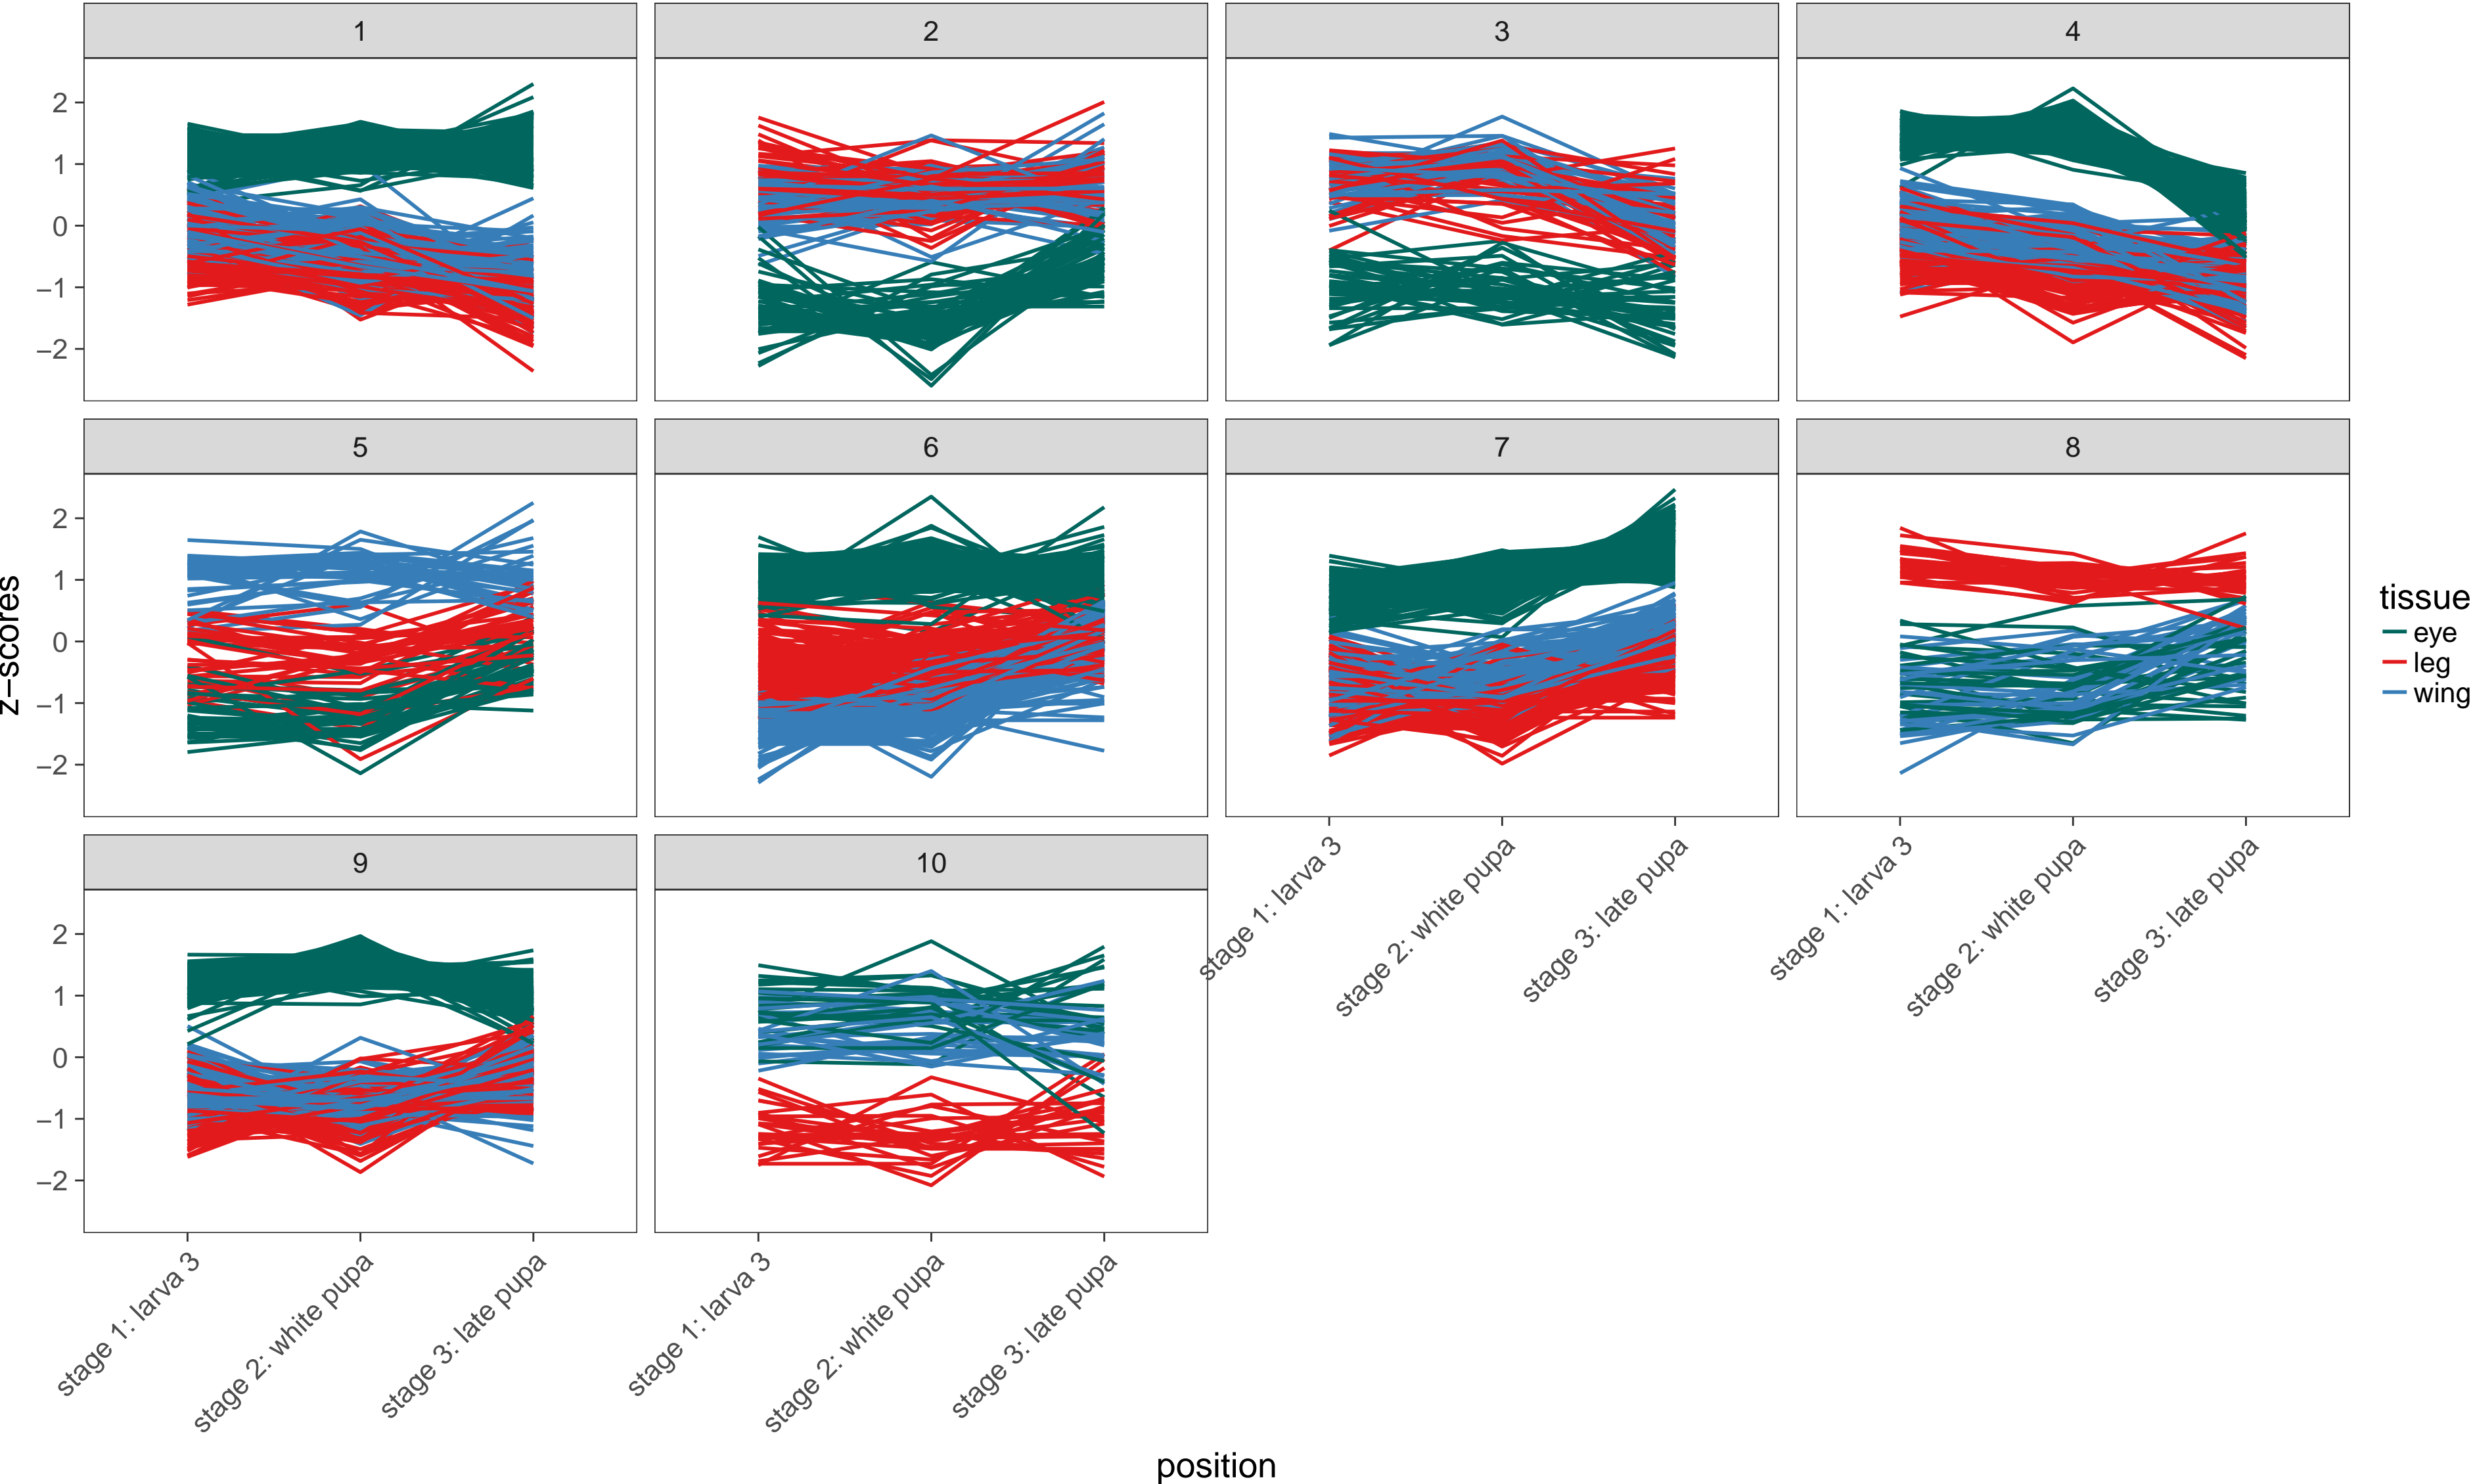 1
2
3
4
2
1
0
−1
−2
5
6
7
8
2
1
0
−1
−2
z−scores
tissue
eye
leg
wing
9
10
stage 1: larva 3
stage 2: white pupa
stage 3: late pupa
stage 1: larva 3
stage 2: white pupa
stage 3: late pupa
2
1
0
−1
−2
stage 1: larva 3
stage 2: white pupa
stage 3: late pupa
stage 1: larva 3
stage 2: white pupa
stage 3: late pupa
position